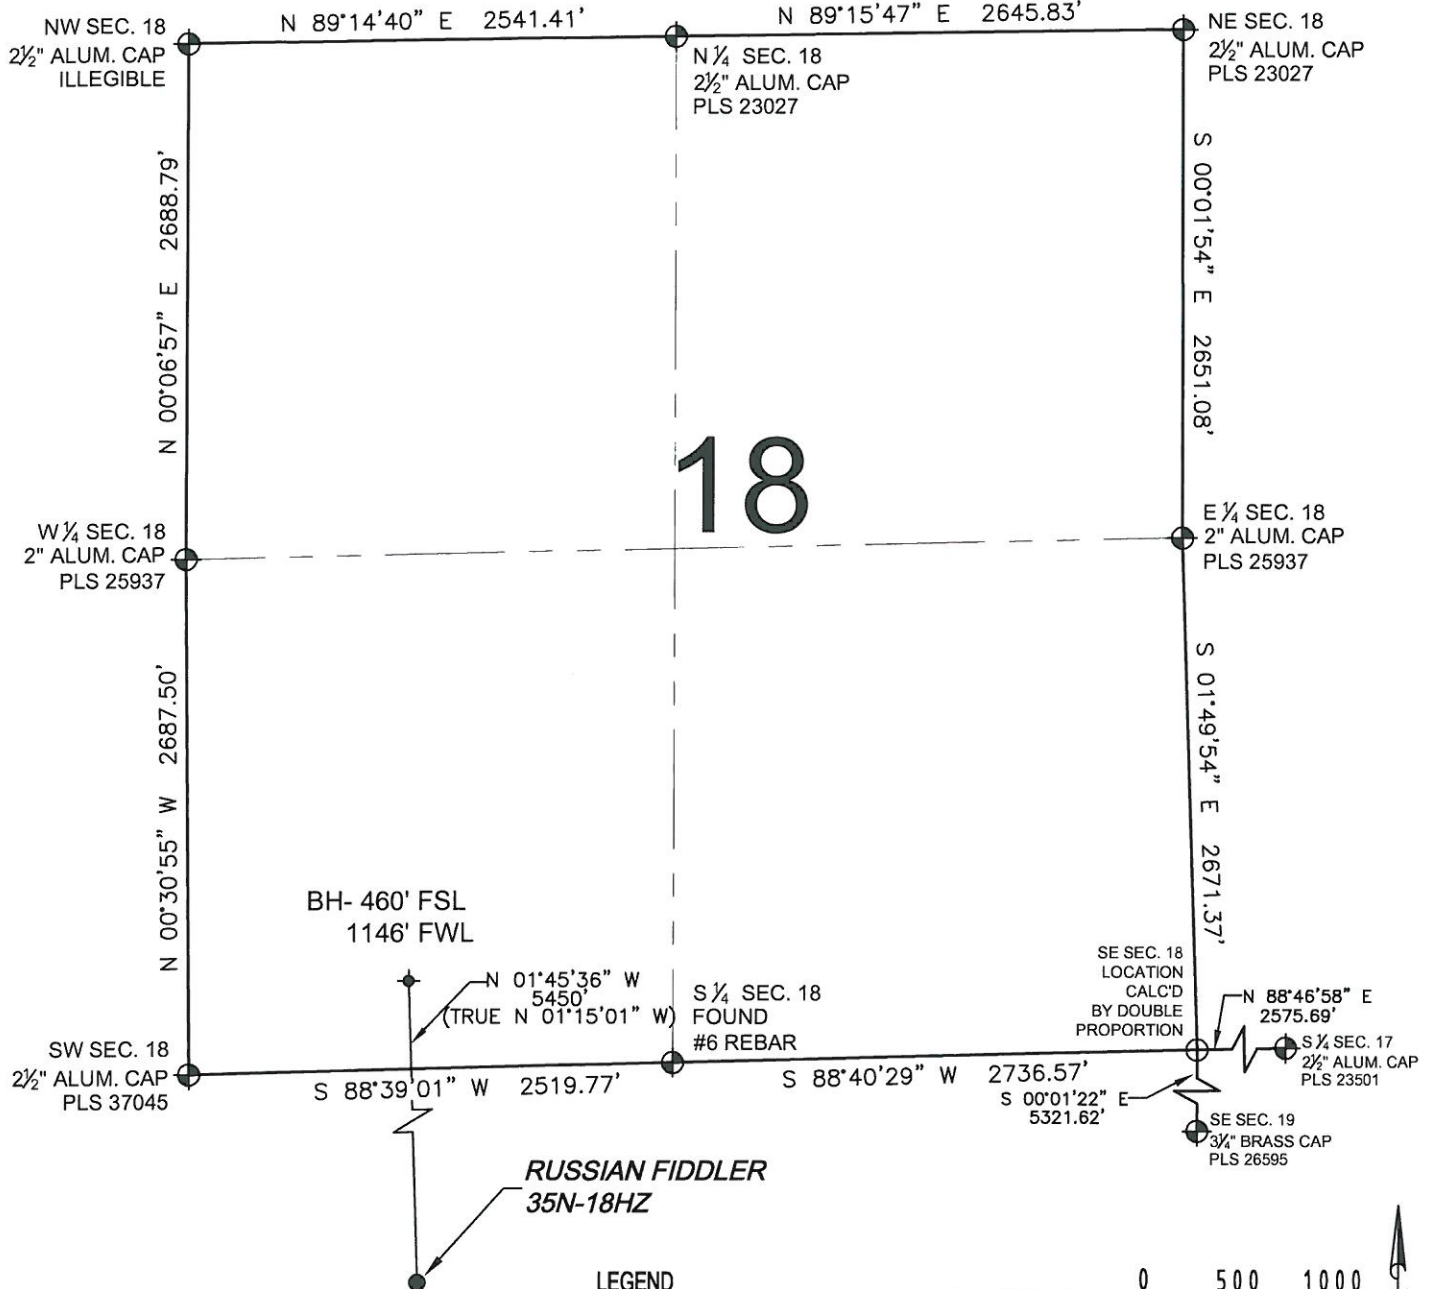 N 89°14'40" E 2541.41'
N 89°15'47" E 2645.83'
NW SEC. 18
2½" ALUM. CAP
ILLEGIBLE
N ¼ SEC. 18
2½" ALUM. CAP
PLS 23027
NE SEC. 18
2½" ALUM. CAP
PLS 23027
N 00°06'57" E 2688.79'
S 00°01'54" E 2651.08'
18
W ¼ SEC. 18
2" ALUM. CAP
PLS 25937
E ¼ SEC. 18
2" ALUM. CAP
PLS 25937
N 00°30'55" W 2687.50'
S 01°49'54" E 2671.37'
BH- 460' FSL
1146' FWL
N 01°45'36" W
5450'
(TRUE N 01°15'01" W)
S ¼ SEC. 18
FOUND
#6 REBAR
SE SEC. 18
LOCATION
CALC'D
BY DOUBLE
PROPORTION
N 88°46'58" E
2575.69'
S ¼ SEC. 17
2½" ALUM. CAP
PLS 23501
SW SEC. 18
2½" ALUM. CAP
PLS 37045
S 88°39'01" W 2519.77'
S 88°40'29" W 2736.57'
S 00°01'22" E
5321.62'
SE SEC. 19
3¼" BRASS CAP
PLS 26595
RUSSIAN FIDDLER
35N-18HZ
LEGEND
0 500 1000